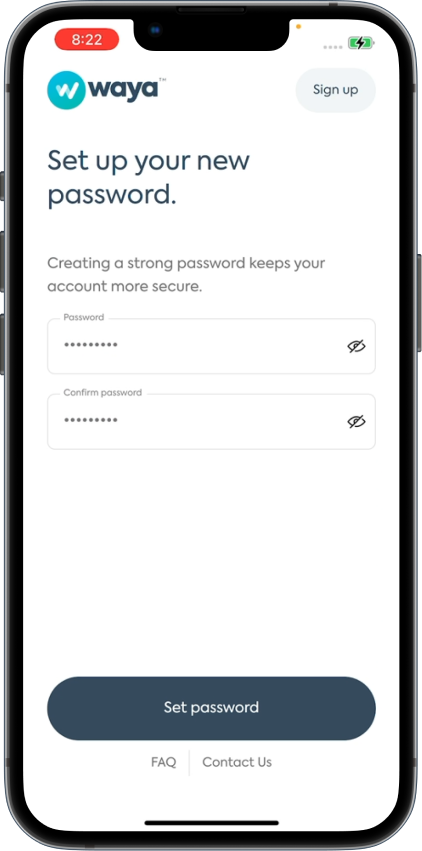 8:22
waya™
Sign up
Set up your new
password.
Creating a strong password keeps your
account more secure.
Password
•••••••••
Confirm password
•••••••••
Set password
FAQ
Contact Us